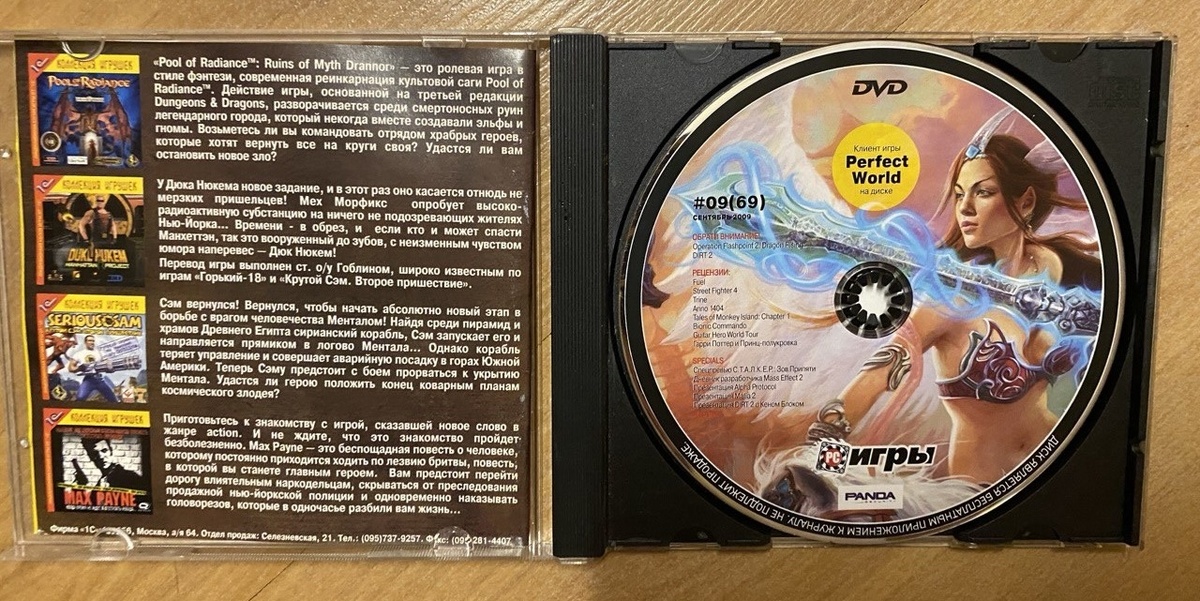 КОЛЛЕКЦИЯ ИГРУШЕК
POOL OF RADIANCE
«Pool of Radiance™: Ruins of Myth Drannor» — это ролевая игра в
стиле фэнтези, современная реинкарнация культовой саги Pool of
Radiance™. Действие игры, основанной на третьей редакции
Dungeons & Dragons, разворачивается среди смертоносных руин
легендарного города, который некогда вместе создавали эльфы и
гномы. Возьметесь ли вы командовать отрядом храбрых героев,
которые хотят вернуть все на круги своя? Удастся ли вам
остановить новое зло?
КОЛЛЕКЦИЯ ИГРУШЕК
DUKE NUKEM
MANHATTAN PROJECT
У Дюка Нюкема новое задание, и в этот раз оно касается отнюдь не
мерзких пришельцев! Мех Морфикс опробует высоко-
радиоактивную субстанцию на ничего не подозревающих жителях
Нью-Йорка... Времени - в обрез, и если кто и может спасти
Манхеттэн, так это вооруженный до зубов, с неизменным чувством
юмора наперевес — Дюк Нюкем!
Перевод игры выполнен ст. о/у Гоблином, широко известным по
играм «Горький-18» и «Крутой Сэм. Второе пришествие».
КОЛЛЕКЦИЯ ИГРУШЕК
SERIOUS SAM
Сэм вернулся! Вернулся, чтобы начать абсолютно новый этап в
борьбе с врагом человечества Менталом! Найдя среди пирамид и
храмов Древнего Египта сирианский корабль, Сэм запускает его и
направляется прямиком в логово Ментала... Однако корабль
теряет управление и совершает аварийную посадку в горах Южной
Америки. Теперь Сэму предстоит с боем прорваться к укрытию
Ментала. Удастся ли герою положить конец коварным планам
космического злодея?
КОЛЛЕКЦИЯ ИГРУШЕК
MAX PAYNE
Приготовьтесь к знакомству с игрой, сказавшей новое слово в
жанре action. И не ждите, что это знакомство пройдет
безболезненно. Max Payne — это беспощадная повесть о человеке,
которому постоянно приходится ходить по лезвию бритвы, повесть,
в которой вы станете главным героем. Вам предстоит перейти
дорогу влиятельным наркодельцам, скрываться от преследования
продажной нью-йоркской полиции и одновременно наказывать
головорезов, которые в одночасье разбили вам жизнь...
Фирма «1С» Москва, а/я 64. Отдел продаж: Селезневская, 21. Тел.: (095)737-9257. Факс: (095)281-4407
DVD
Клиент игры
Perfect
World
на диске
#09(69)
СЕНТЯБРЬ 2009
ОБРАТИ ВНИМАНИЕ!
Operation Flashpoint 2: Dragon Rising
DIRT 2
РЕЦЕНЗИИ:
Fuel
Street Fighter 4
Trine
Anno 1404
Tales of Monkey Island: Chapter 1
Bionic Commando
Guitar Hero World Tour
Гарри Поттер и Принц-полукровка
SPECIALS
Спецпревью С.Т.А.Л.К.Е.Р.: Зов Припяти
Дневник разработчика Mass Effect 2
Презентация Alpha Protocol
Презентация Mafia 2
Презентация DIRT 2 с Кеном Блоком
PC ИГРЫ
PANDA
SECURITY
ДИСК ЯВЛЯЕТСЯ БЕСПЛАТНЫМ ПРИЛОЖЕНИЕМ К ЖУРНАЛУ. НЕ ПОДЛЕЖИТ ПРОДАЖЕ.